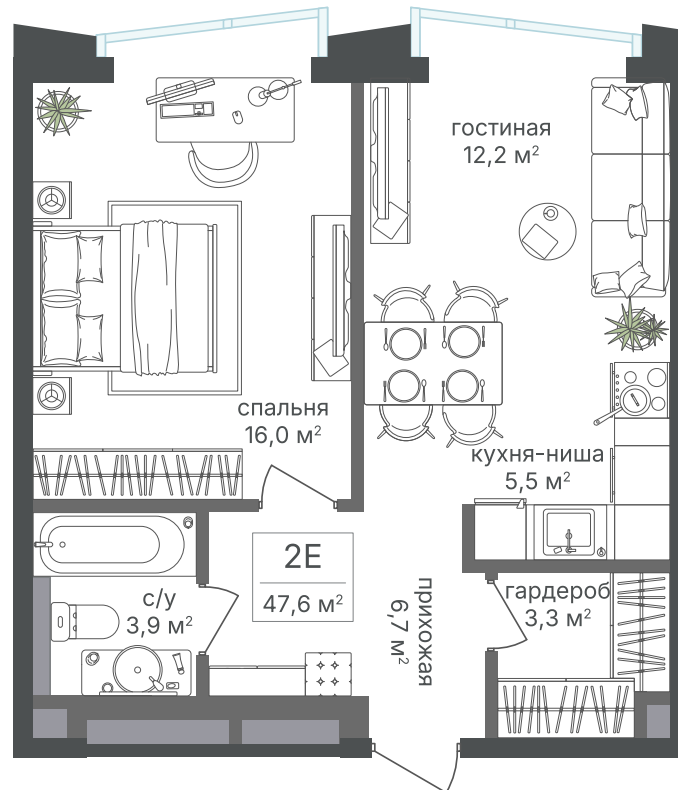 гостиная
12,2 м²
спальня
16,0 м²
кухня-ниша
5,5 м²
2Е
47,6 м²
с/у
3,9 м²
прихожая
6,7 м²
гардероб
3,3 м²